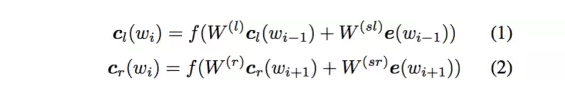 c_l(w_i) = f(W^{(l)} c_l(w_{i-1}) + W^{(sl)} e(w_{i-1})) (1)
c_r(w_i) = f(W^{(r)} c_r(w_{i+1}) + W^{(sr)} e(w_{i+1})) (2)